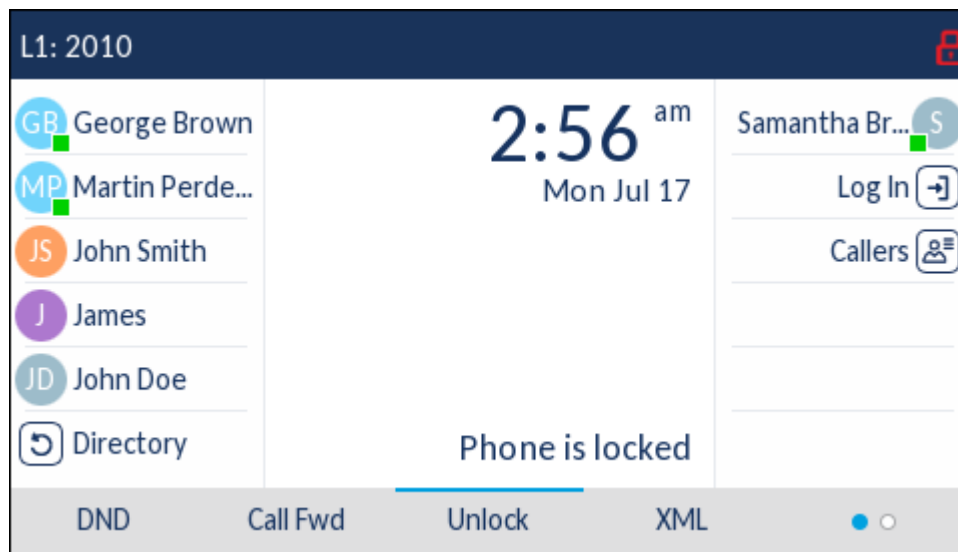 L1: 2010
GB George Brown
MP Martin Perde...
JS John Smith
J James
JD John Doe
Directory
2:56 am
Mon Jul 17
Phone is locked
Samantha Br... S
Log In
Callers
DND Call Fwd Unlock XML